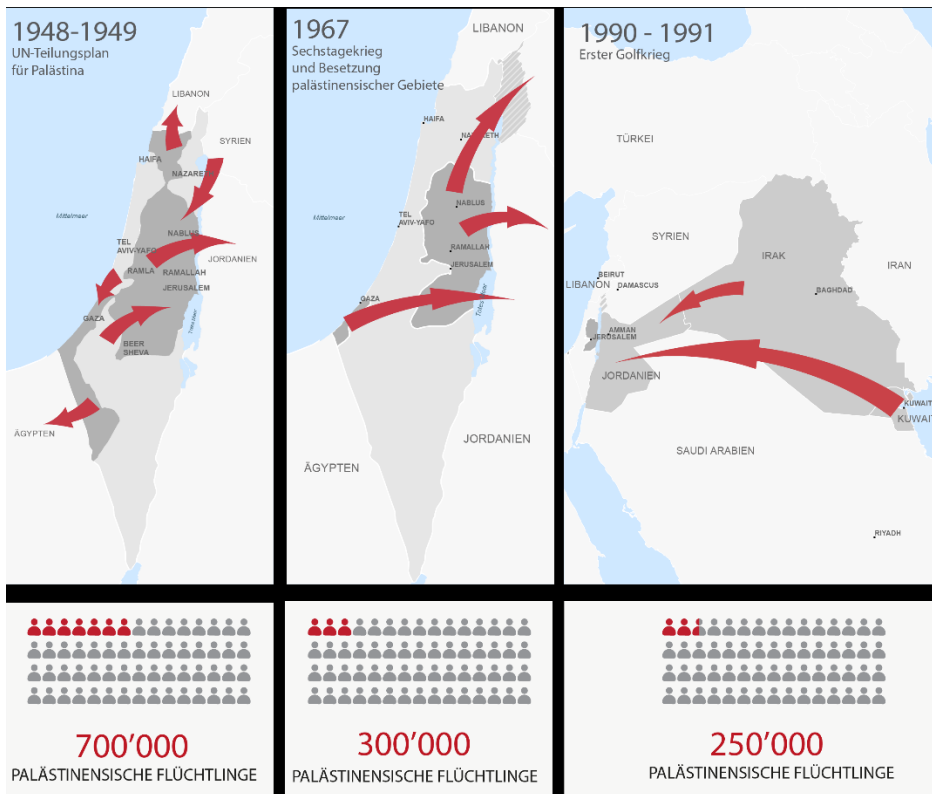 1948-1949
UN-Teilungsplan
für Palästina
LIBANON
SYRIEN
HAIFA
NAZARETH
Mittelmeer
NABLUS
TEL
AVIV-YAFO
JORDANIEN
RAMLA
RAMALLAH
JERUSALEM
GAZA
BEER
SHEVA
ÄGYPTEN
1967
Sechstagekrieg
und Besetzung
palästinensischer Gebiete
LIBANON
HAIFA
NABLUS
Mittelmeer
TEL
AVIV-YAFO
RAMALLAH
JERUSALEM
GAZA
JORDANIEN
ÄGYPTEN
1990 - 1991
Erster Golfkrieg
TÜRKEI
SYRIEN
IRAK
IRAN
BEIRUT
LIBANON
DAMASCUS
BAGHDAD
AMMAN
JERUSALEM
JORDANIEN
KUWAIT
KUWAIT
SAUDI ARABIEN
RIYADH
700'000
PALÄSTINENSISCHE FLÜCHTLINGE
300'000
PALÄSTINENSISCHE FLÜCHTLINGE
250'000
PALÄSTINENSISCHE FLÜCHTLINGE